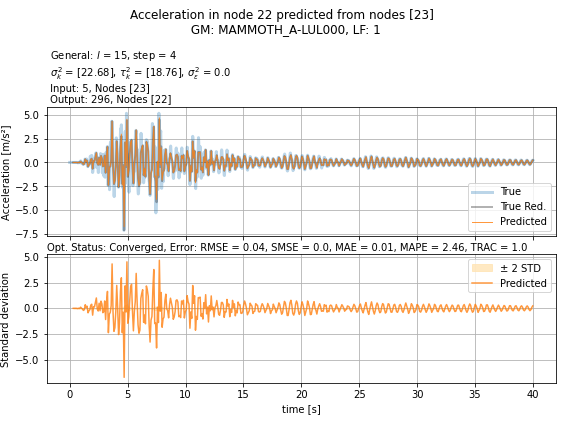 Acceleration in node 22 predicted from nodes [23]
GM: MAMMOTH_A-LUL000, LF: 1
General: l = 15, step = 4
σ²ₖ = [22.68], τ²ₖ = [18.76], σ²ε = 0.0
Input: 5, Nodes [23]
Output: 296, Nodes [22]
Acceleration [m/s²]
5.0
2.5
0.0
−2.5
−5.0
−7.5
True
True Red.
Predicted
Opt. Status: Converged, Error: RMSE = 0.04, SMSE = 0.0, MAE = 0.01, MAPE = 2.46, TRAC = 1.0
Standard deviation
5.0
2.5
0.0
−2.5
−5.0
± 2 STD
Predicted
0 5 10 15 20 25 30 35 40
time [s]